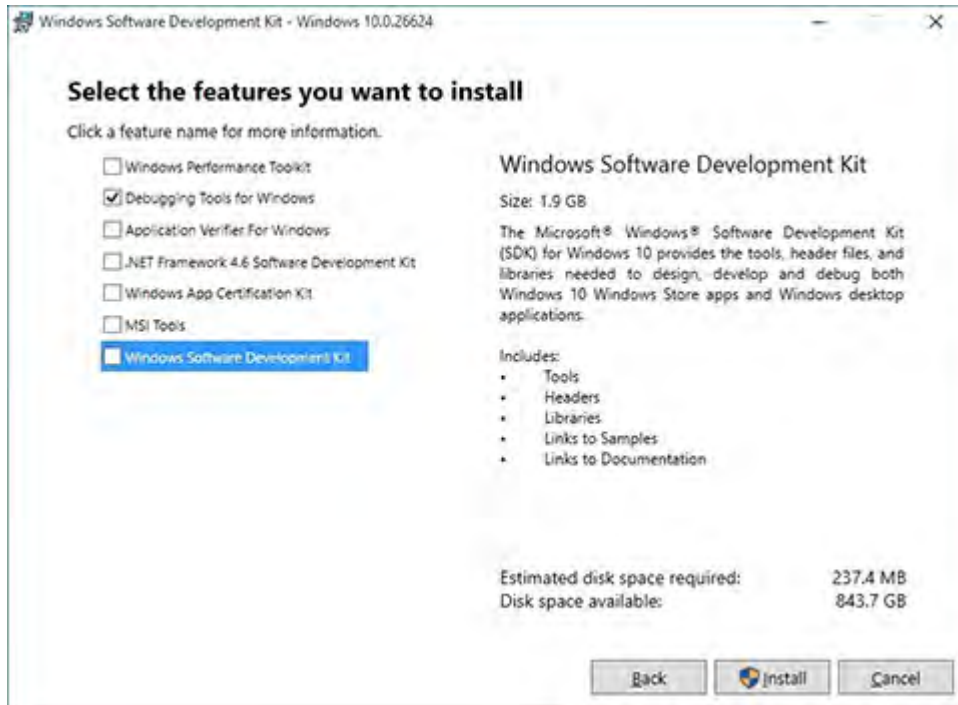 Windows Software Development Kit - Windows 10.0.26624
Select the features you want to install
Click a feature name for more information.
Windows Performance Toolkit
Debugging Tools for Windows
Application Verifier For Windows
.NET Framework 4.6 Software Development Kit
Windows App Certification Kit
MSI Tools
Windows Software Development Kit
Windows Software Development Kit
Size: 1.9 GB
The Microsoft® Windows® Software Development Kit
(SDK) for Windows 10 provides the tools, header files, and
libraries needed to design, develop and debug both
Windows 10 Windows Store apps and Windows desktop
applications.
Includes:
• Tools
• Headers
• Libraries
• Links to Samples
• Links to Documentation
Estimated disk space required: 237.4 MB
Disk space available: 843.7 GB
Back
Install
Cancel